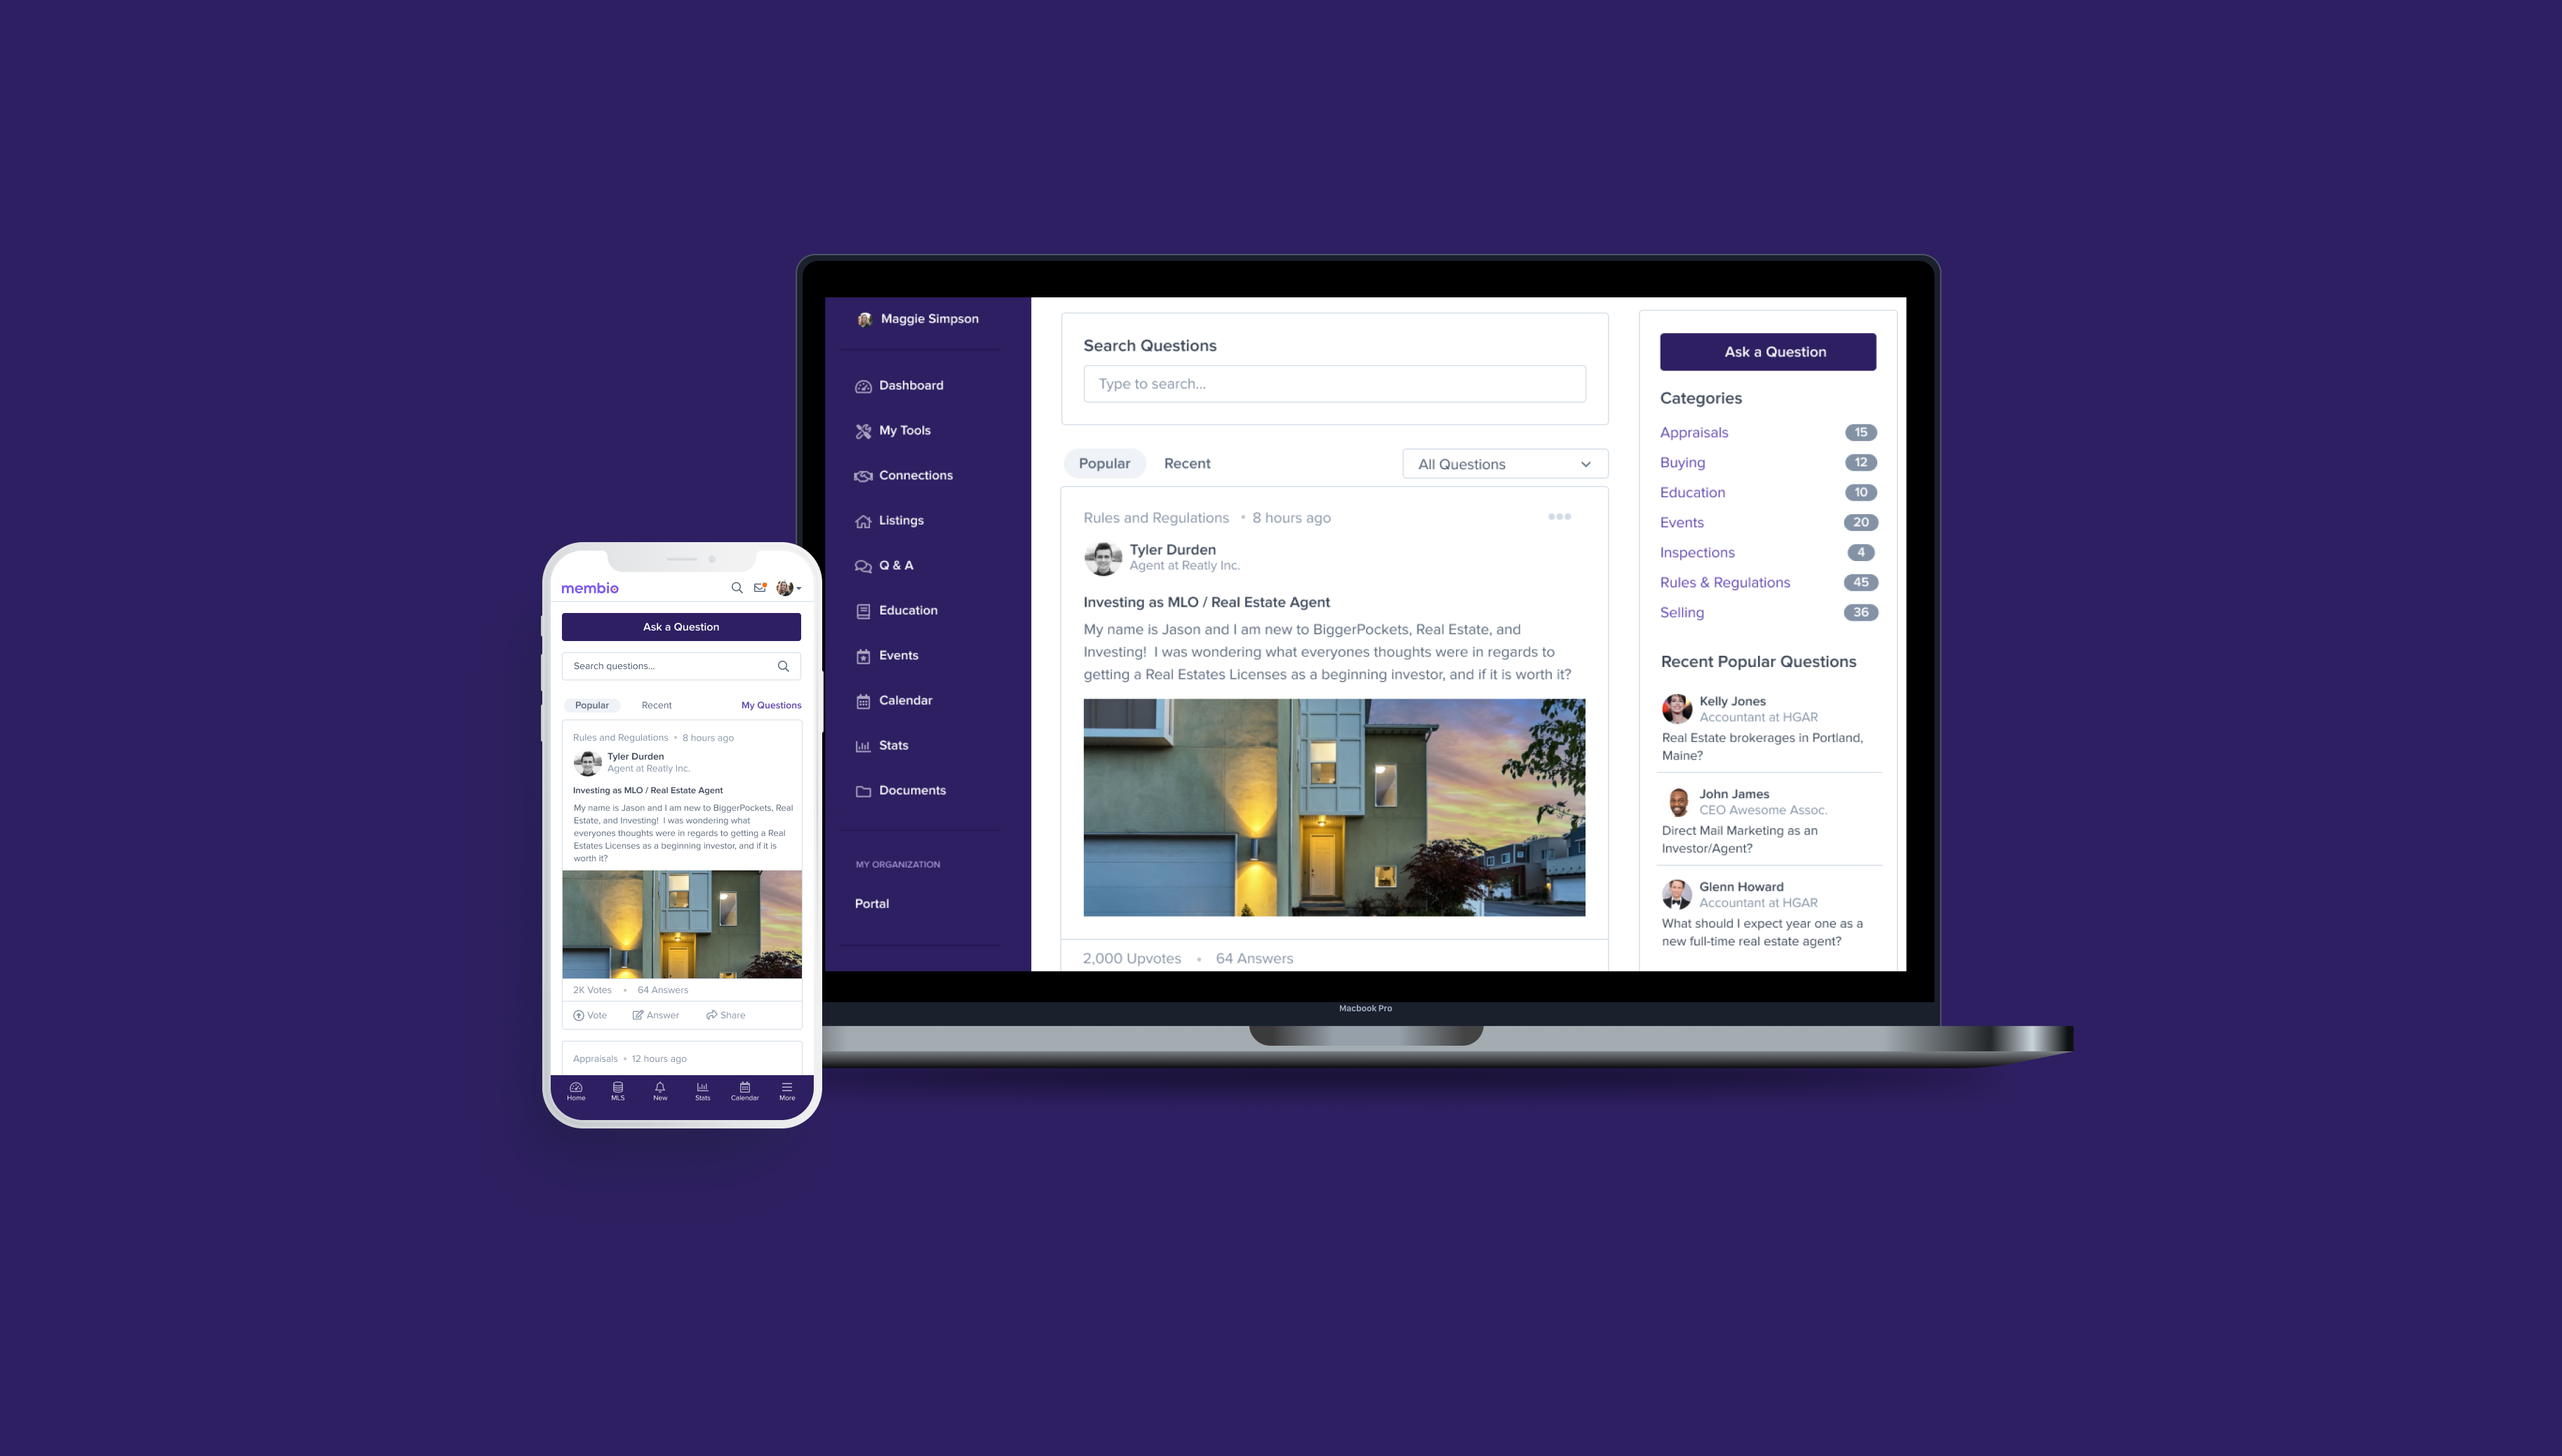 membio
Ask a Question
Search questions...
Popular
Recent
My Questions
Rules and Regulations • 8 hours ago
Tyler Durden
Agent at Reatly Inc.
Investing as MLO / Real Estate Agent
My name is Jason and I am new to BiggerPockets, Real
Estate, and Investing! I was wondering what
everyones thoughts were in regards to getting a Real
Estates Licenses as a beginning investor, and if it is
worth it?
2K Votes • 64 Answers
Vote
Answer
Share
Appraisals • 12 hours ago
Home
MLS
New
Stats
Calendar
More
Maggie Simpson
Dashboard
My Tools
Connections
Listings
Q & A
Education
Events
Calendar
Stats
Documents
MY ORGANIZATION
Portal
Search Questions
Type to search...
Popular
Recent
All Questions
Rules and Regulations • 8 hours ago
Tyler Durden
Agent at Reatly Inc.
Investing as MLO / Real Estate Agent
My name is Jason and I am new to BiggerPockets, Real Estate, and
Investing! I was wondering what everyones thoughts were in regards to
getting a Real Estates Licenses as a beginning investor, and if it is worth it?
2,000 Upvotes • 64 Answers
Ask a Question
Categories
Appraisals 15
Buying 12
Education 10
Events 20
Inspections 4
Rules & Regulations 45
Selling 36
Recent Popular Questions
Kelly Jones
Accountant at HGAR
Real Estate brokerages in Portland,
Maine?
John James
CEO Awesome Assoc.
Direct Mail Marketing as an
Investor/Agent?
Glenn Howard
Accountant at HGAR
What should I expect year one as a
new full-time real estate agent?
Macbook Pro